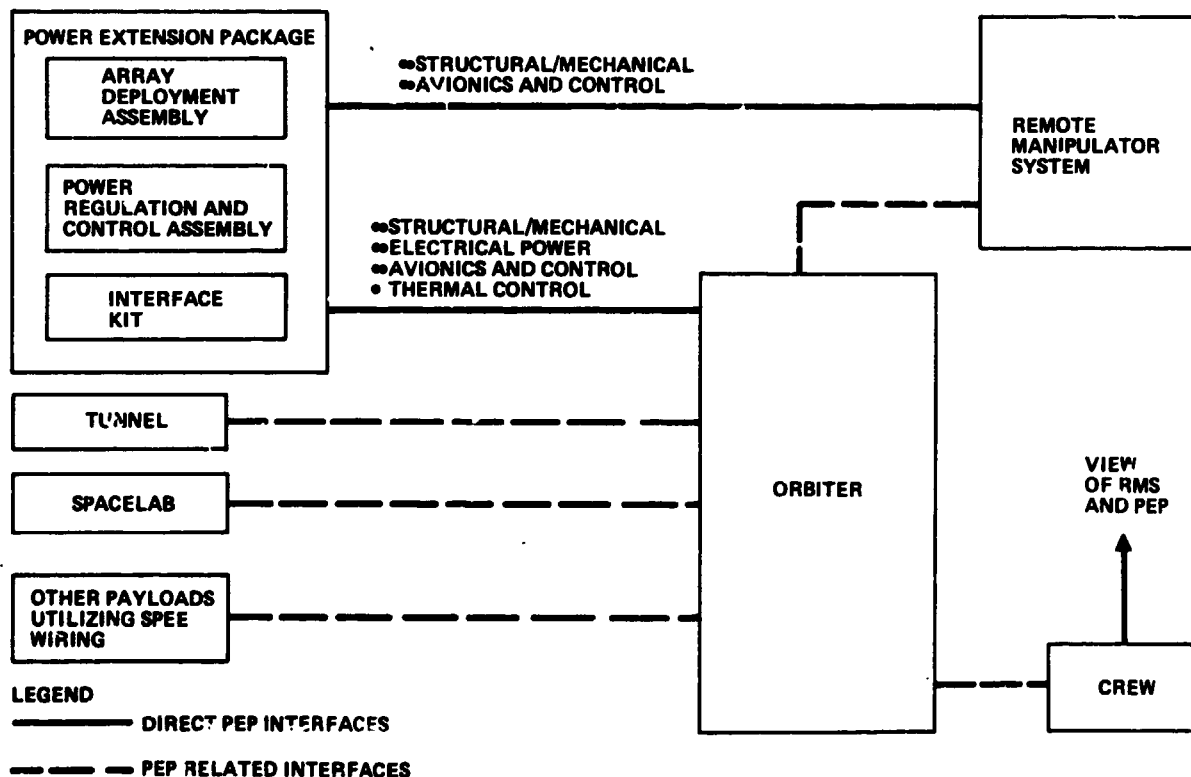 POWER EXTENSION PACKAGE
ARRAY
DEPLOYMENT
ASSEMBLY
POWER
REGULATION AND
CONTROL ASSEMBLY
INTERFACE
KIT
••STRUCTURAL/MECHANICAL
••AVIONICS AND CONTROL
REMOTE
MANIPULATOR
SYSTEM
••STRUCTURAL/MECHANICAL
••ELECTRICAL POWER
••AVIONICS AND CONTROL
• THERMAL CONTROL
TUNNEL
SPACELAB
OTHER PAYLOADS
UTILIZING SPEE
WIRING
ORBITER
VIEW
OF RMS
AND PEP
CREW
LEGEND
DIRECT PEP INTERFACES
PEP RELATED INTERFACES